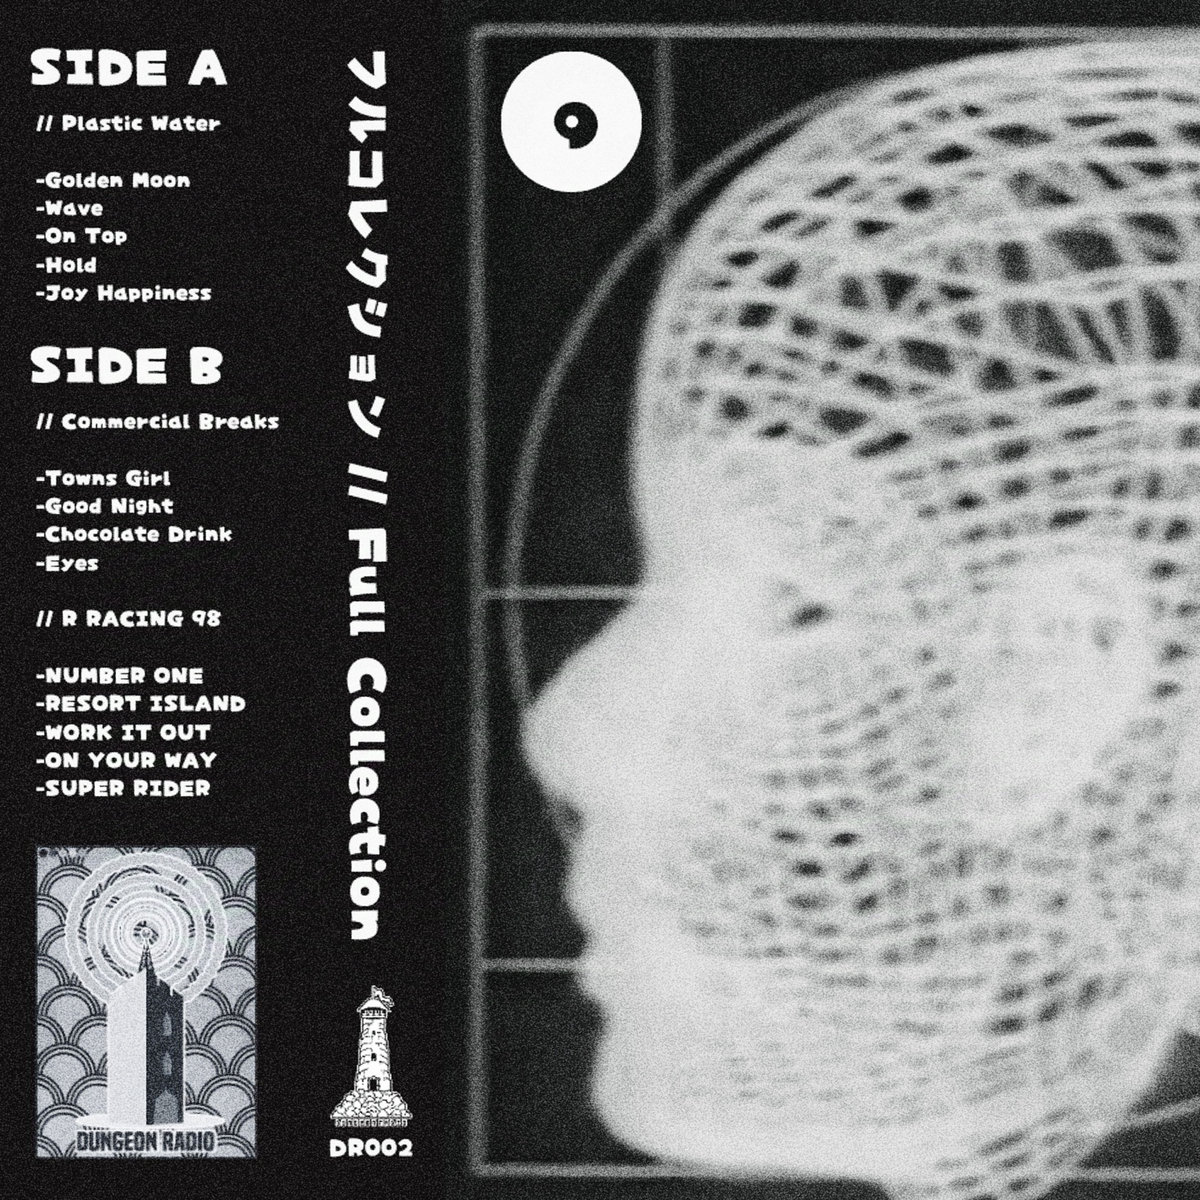 SIDE A
// Plastic Water
-Golden Moon
-Wave
-On Top
-Hold
-Joy Happiness
SIDE B
// Commercial Breaks
-Towns Girl
-Good Night
-Chocolate Drink
-Eyes
// R RACING 98
-NUMBER ONE
-RESORT ISLAND
-WORK IT OUT
-ON YOUR WAY
-SUPER RIDER
DUNGEON RADIO
フルコレクション // Full Collection
DR002